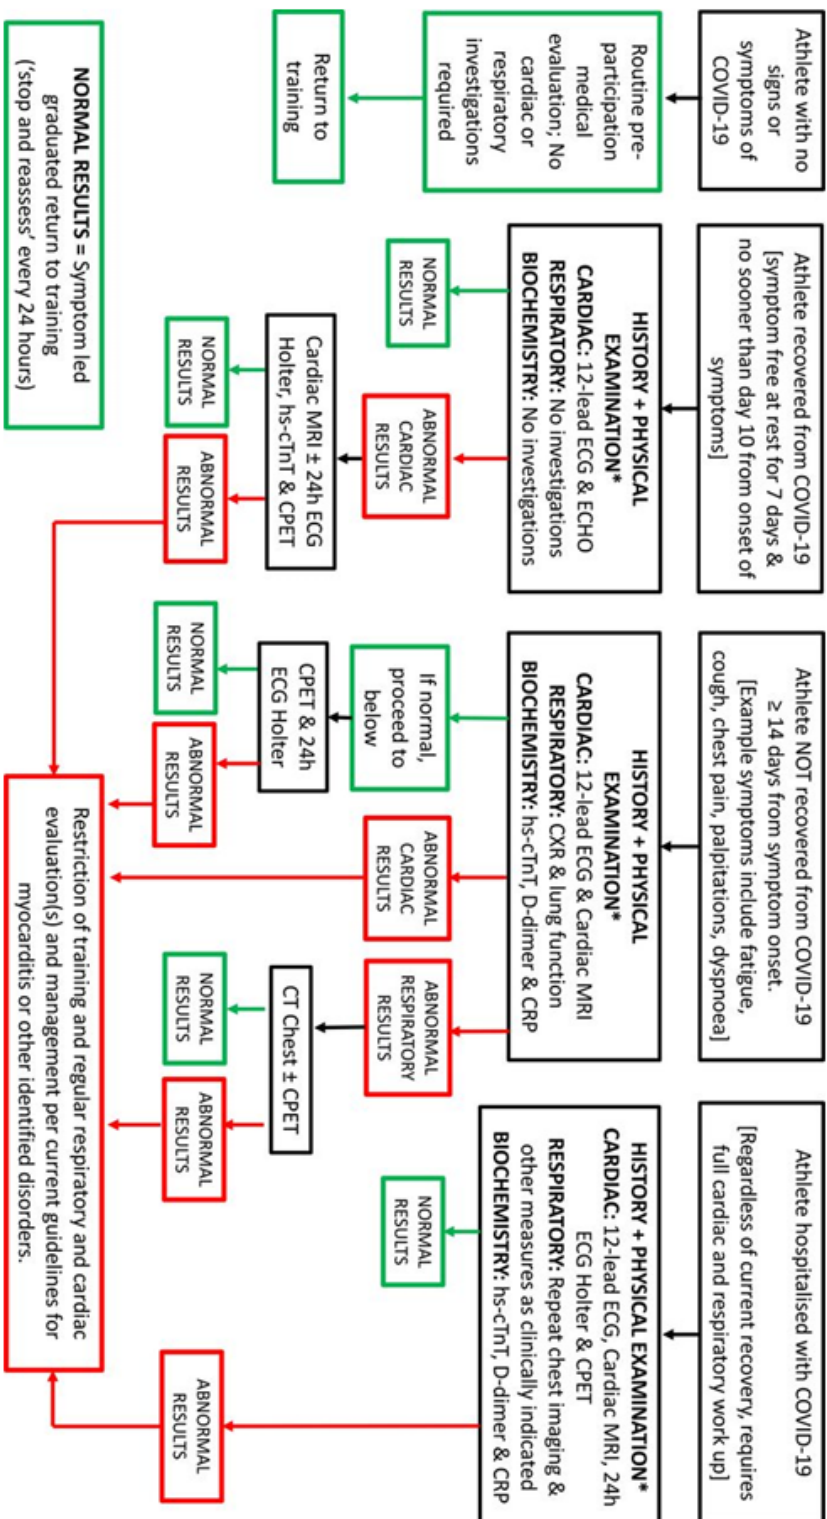 Athlete with no
signs or
symptoms of
COVID-19
Routine pre-
participation
medical
evaluation; No
cardiac or
respiratory
investigations
required
Return to
training
Athlete recovered from COVID-19
[symptom free at rest for 7 days &
no sooner than day 10 from onset of
symptoms]
HISTORY + PHYSICAL
EXAMINATION*
CARDIAC: 12-lead ECG & ECHO
RESPIRATORY: No investigations
BIOCHEMISTRY: No investigations
NORMAL
RESULTS
ABNORMAL
CARDIAC
RESULTS
Cardiac MRI ± 24h ECG
Holter, hs-cTnT & CPET
NORMAL
RESULTS
ABNORMAL
RESULTS
Athlete NOT recovered from COVID-19
≥ 14 days from symptom onset.
[Example symptoms include fatigue,
cough, chest pain, palpitations, dyspnoea]
HISTORY + PHYSICAL
EXAMINATION*
CARDIAC: 12-lead ECG & Cardiac MRI
RESPIRATORY: CXR & lung function
BIOCHEMISTRY: hs-cTnT, D-dimer & CRP
If normal,
proceed to
below
CPET & 24h
ECG Holter
NORMAL
RESULTS
ABNORMAL
RESULTS
ABNORMAL
CARDIAC
RESULTS
ABNORMAL
RESPIRATORY
RESULTS
CT Chest ± CPET
NORMAL
RESULTS
ABNORMAL
RESULTS
Athlete hospitalised with COVID-19
[Regardless of current recovery, requires
full cardiac and respiratory work up]
HISTORY + PHYSICAL EXAMINATION*
CARDIAC: 12-lead ECG, Cardiac MRI, 24h
ECG Holter & CPET
RESPIRATORY: Repeat chest imaging &
other measures as clinically indicated
BIOCHEMISTRY: hs-cTnT, D-dimer & CRP
NORMAL
RESULTS
ABNORMAL
RESULTS
NORMAL RESULTS = Symptom led
graduated return to training
('stop and reassess' every 24 hours)
Restriction of training and regular respiratory and cardiac
evaluation(s) and management per current guidelines for
myocarditis or other identified disorders.